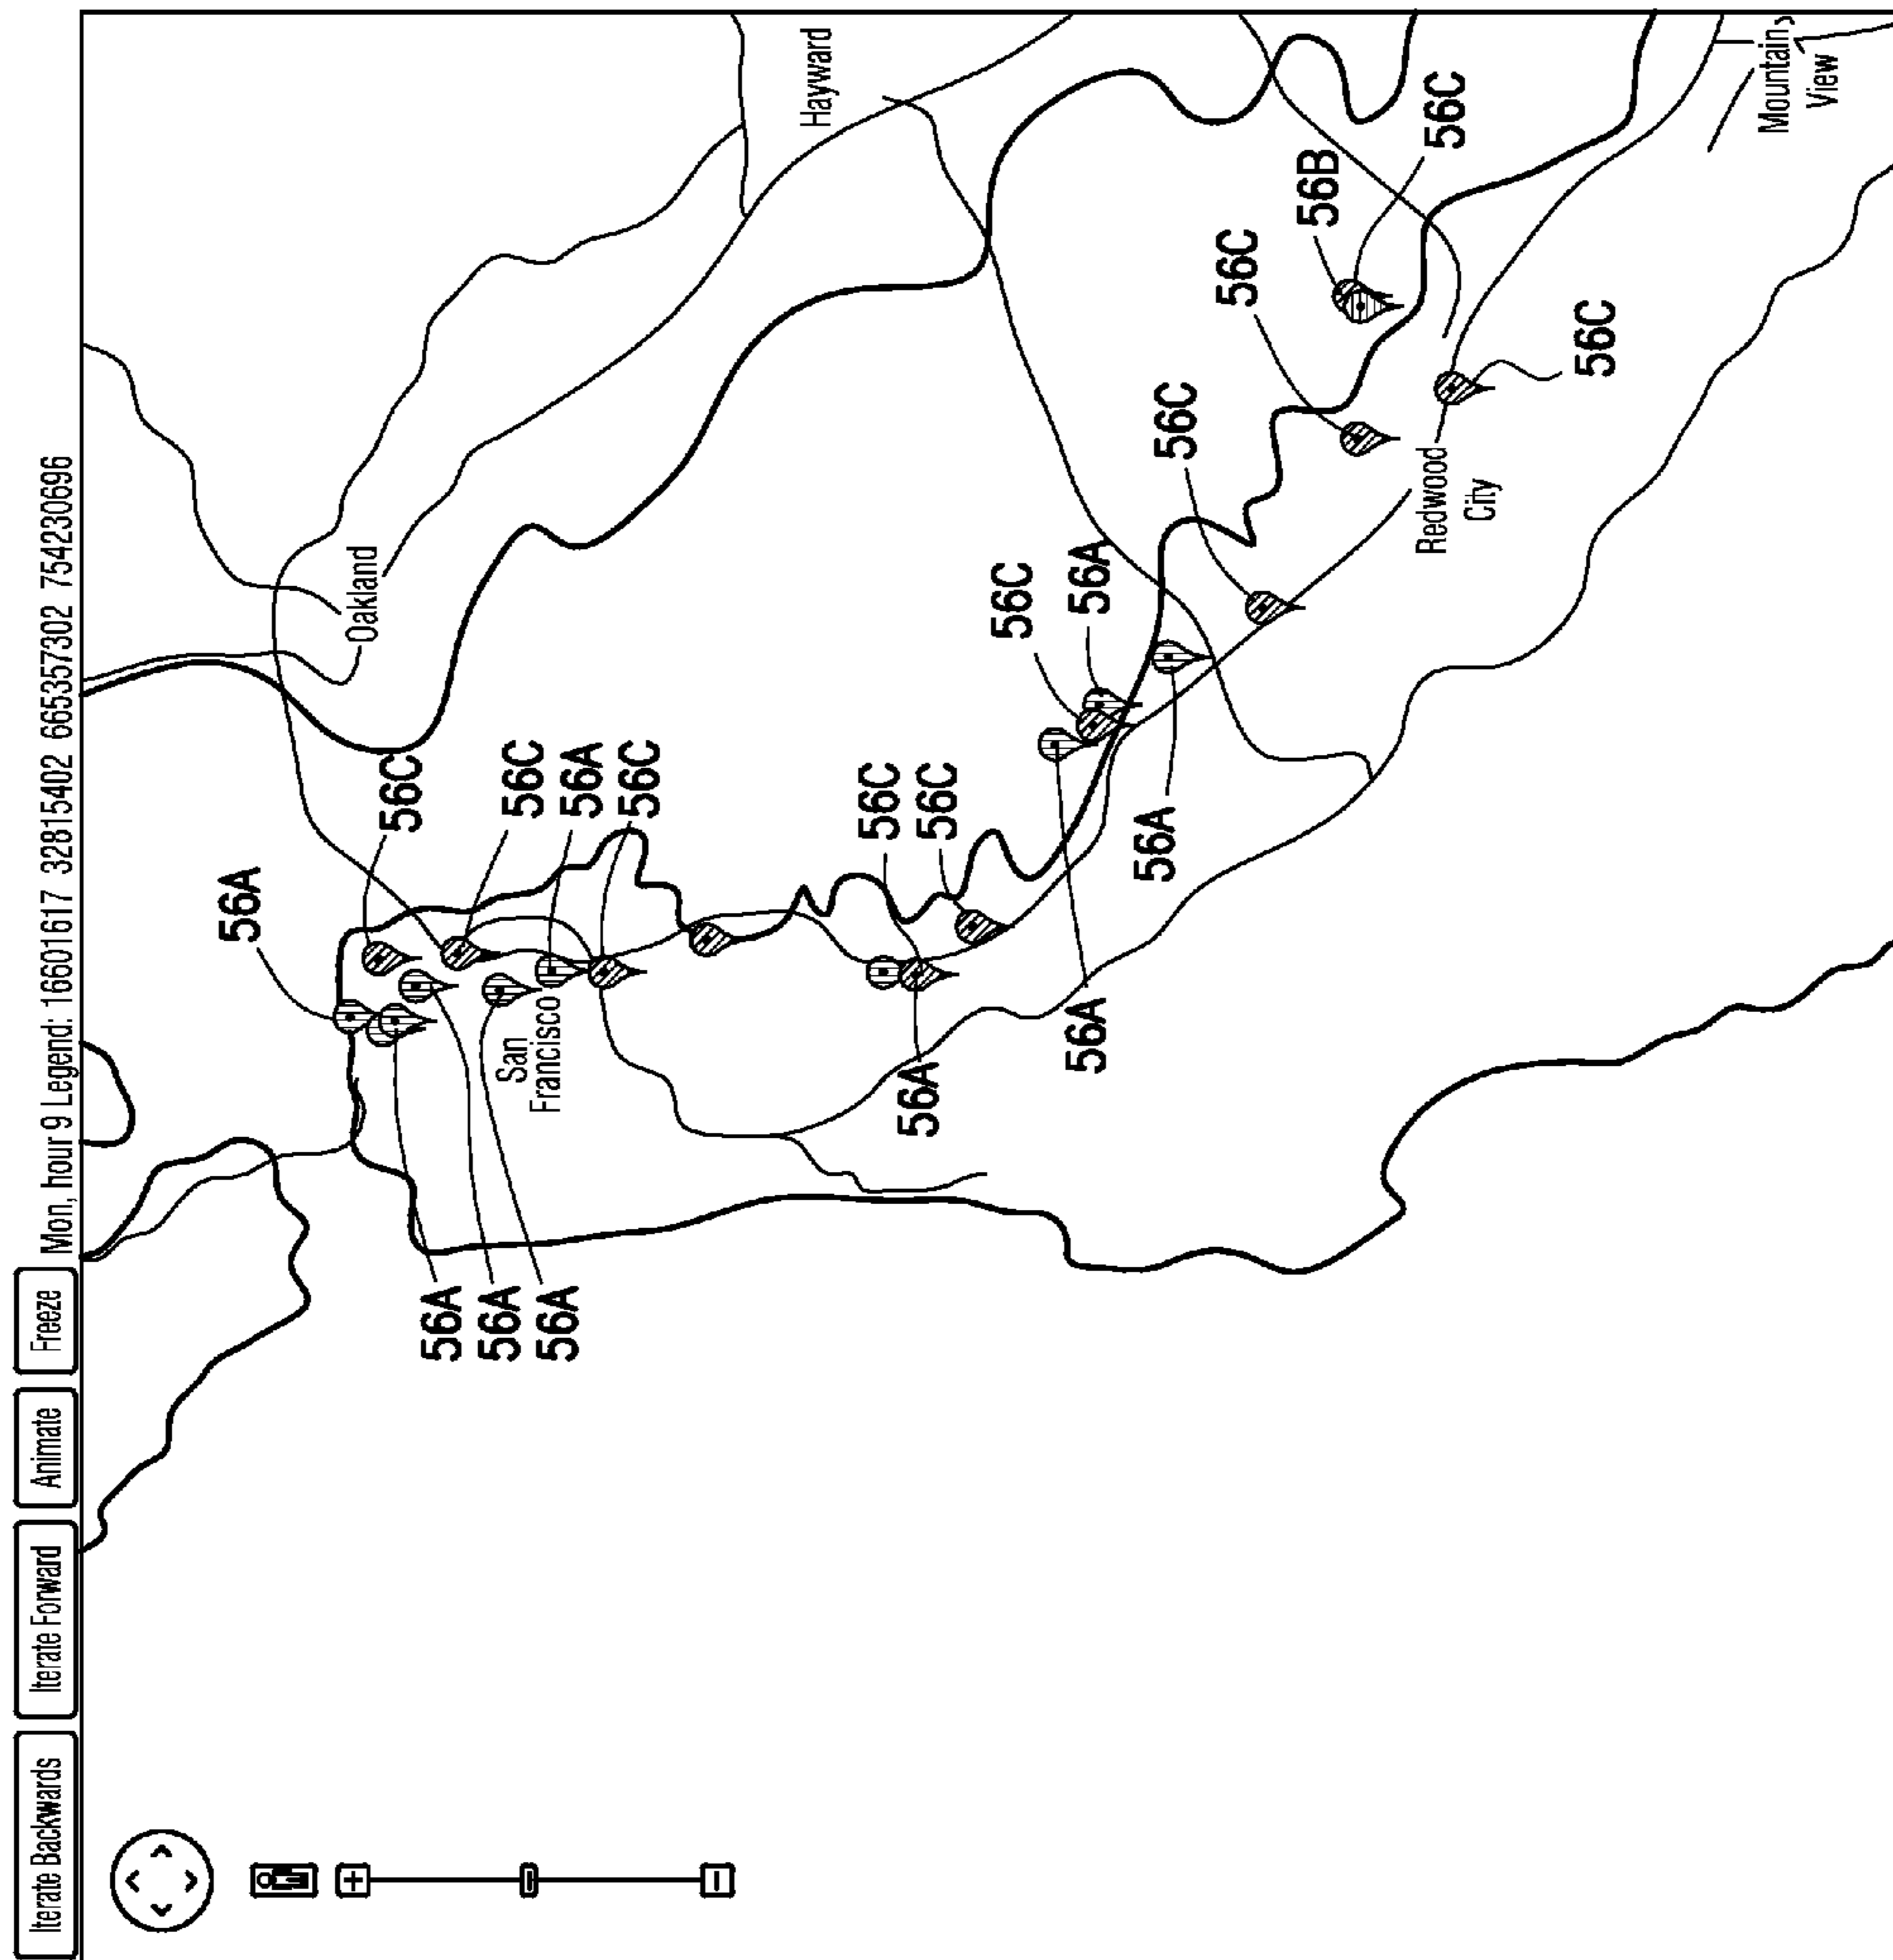 Iterate Backwards
Iterate Forward
Animate
Freeze
Mon, hour 9 Legend: 16601617 32815402 665357302 754230696
56A
Oakland
56C
56A
56A
San
Francisco
56C
56A
56A
56C
Hayward
56C
56A
56C
56C
56A
56A
56A
56C
56C
56B
56C
Redwood
City
56C
Mountain
View